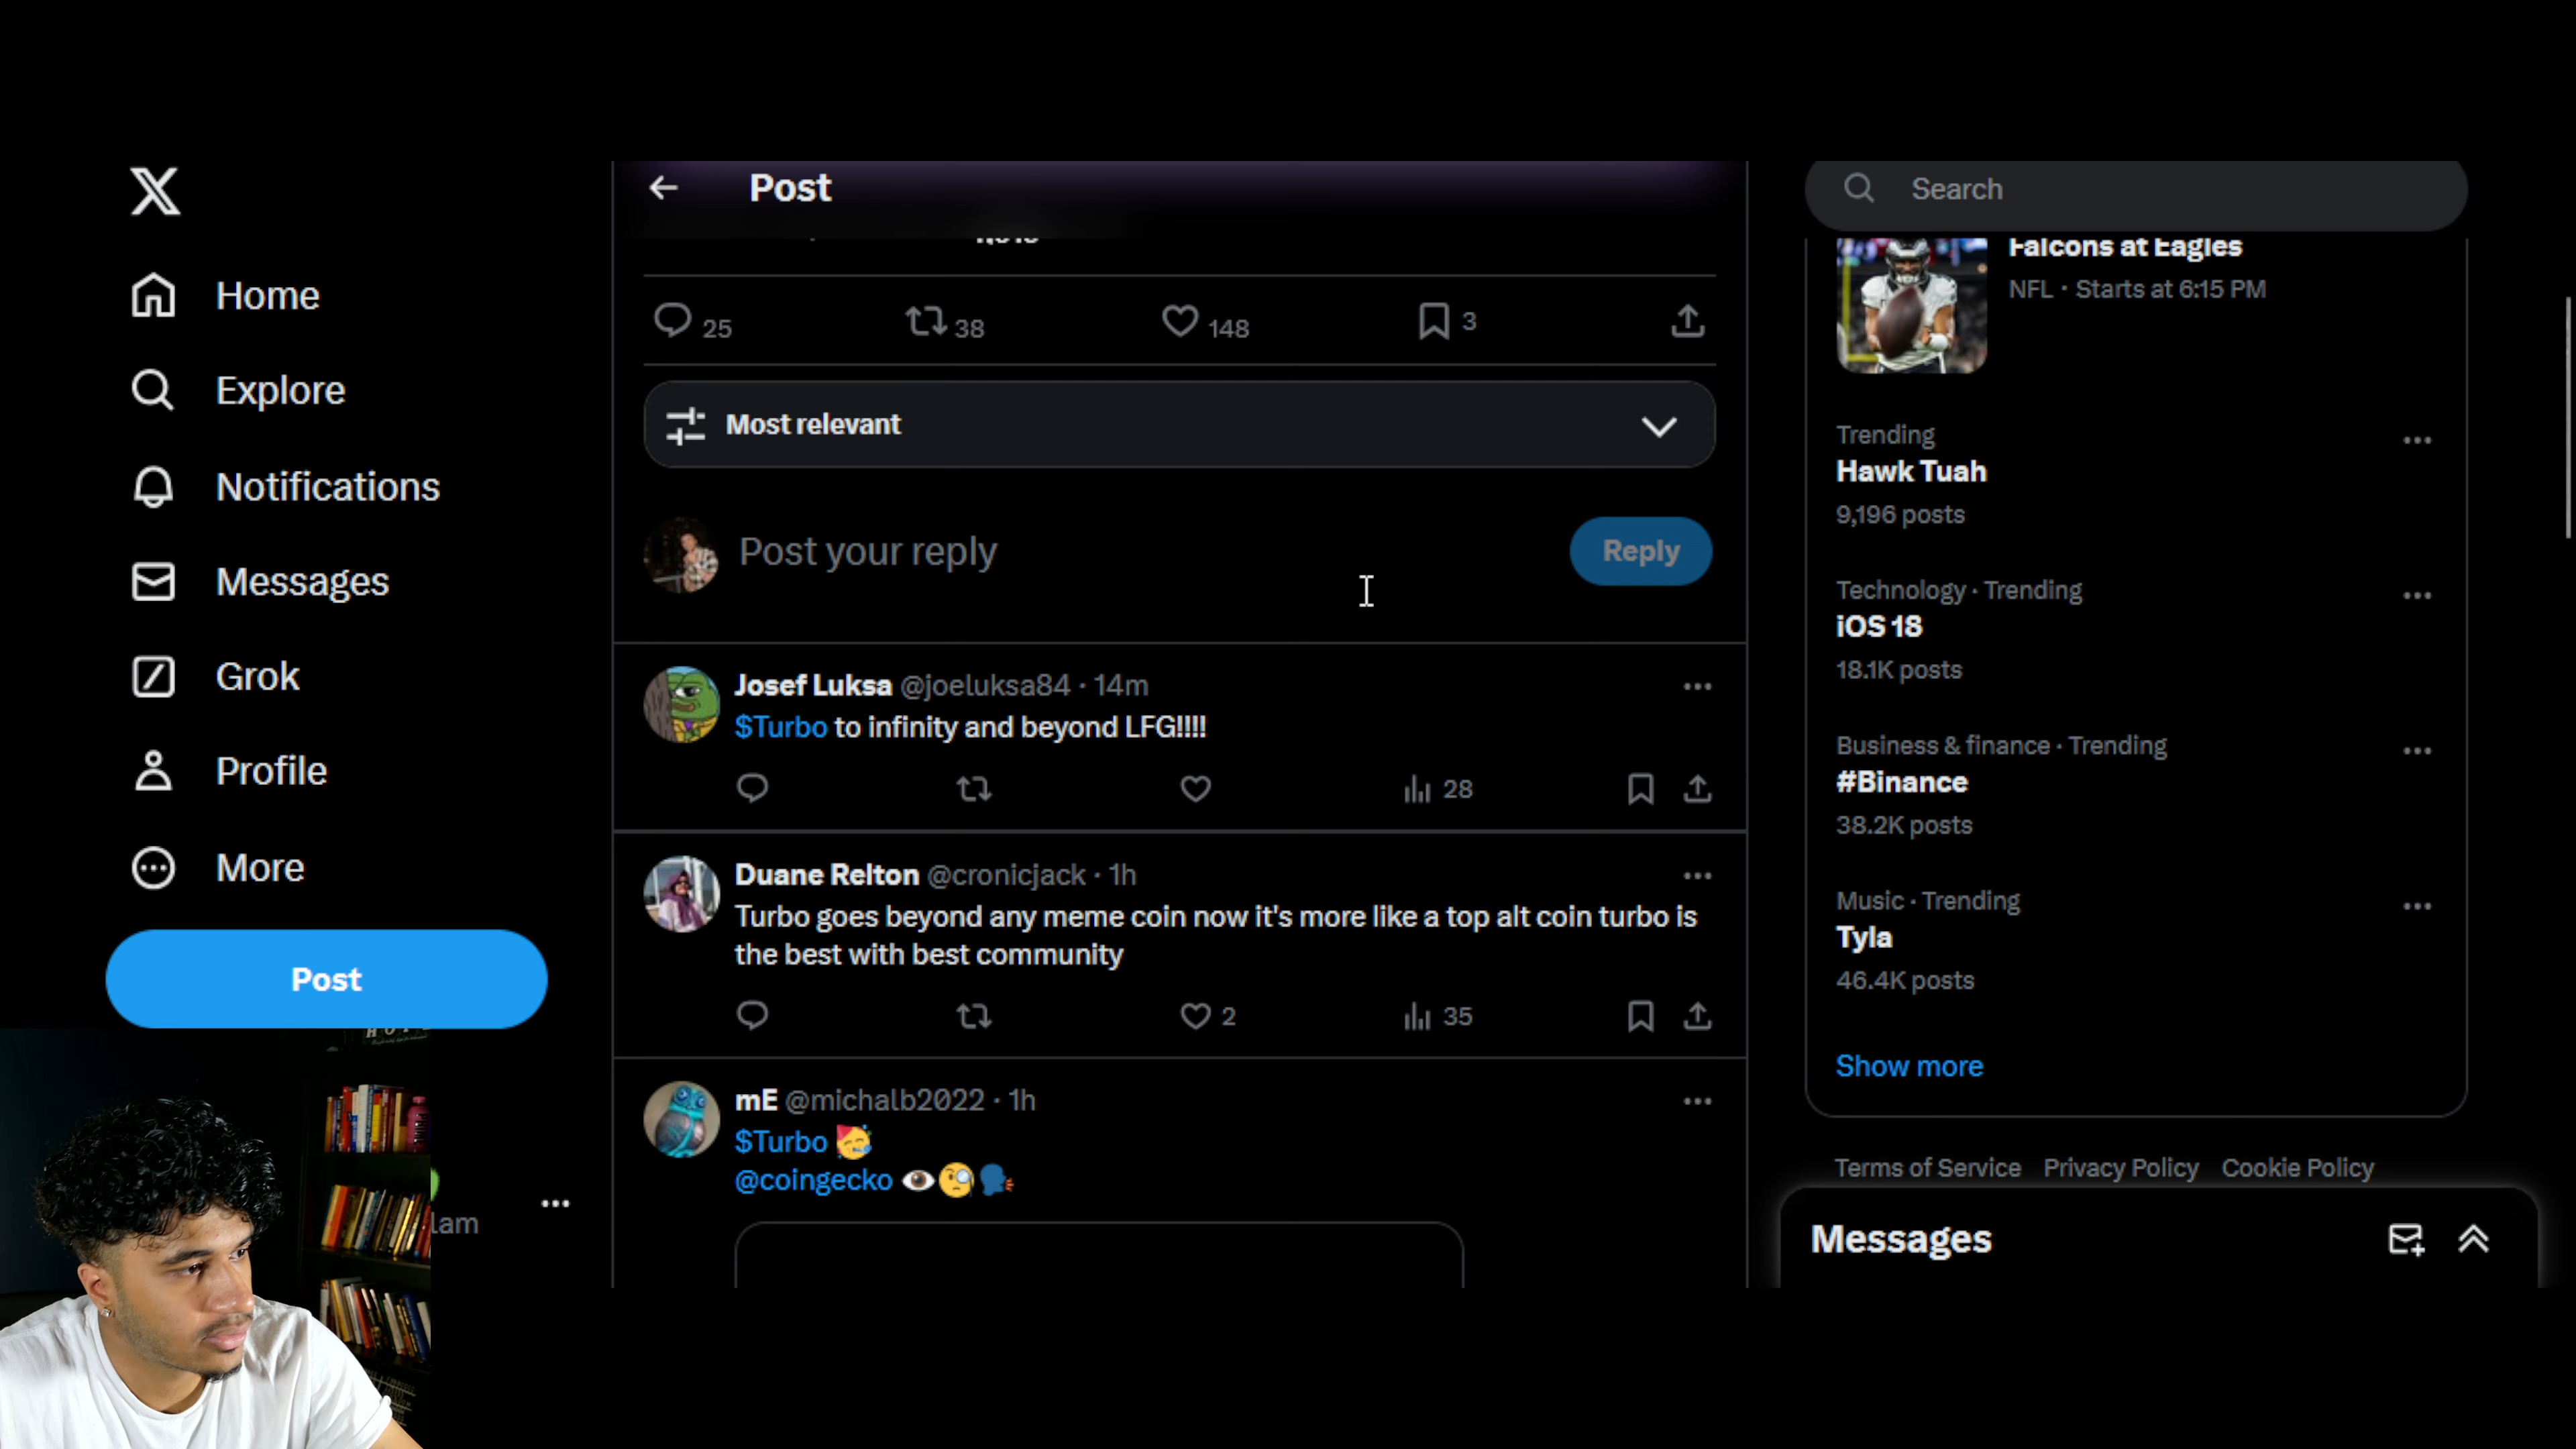 Post
Search
Home
Explore
Notifications
Messages
Grok
Profile
More
Post
lam
25
38
148
3
Most relevant
Post your reply
Reply
Josef Luksa @joeluksa84 · 14m
$Turbo to infinity and beyond LFG!!!!
28
Duane Relton @cronicjack · 1h
Turbo goes beyond any meme coin now it's more like a top alt coin turbo is
the best with best community
2
35
mE @michalb2022 · 1h
$Turbo 🥳
@coingecko 👁️🧐🗣️
Falcons at Eagles
NFL · Starts at 6:15 PM
Trending
Hawk Tuah
9,196 posts
Technology · Trending
iOS 18
18.1K posts
Business & finance · Trending
#Binance
38.2K posts
Music · Trending
Tyla
46.4K posts
Show more
Terms of Service Privacy Policy Cookie Policy
Messages